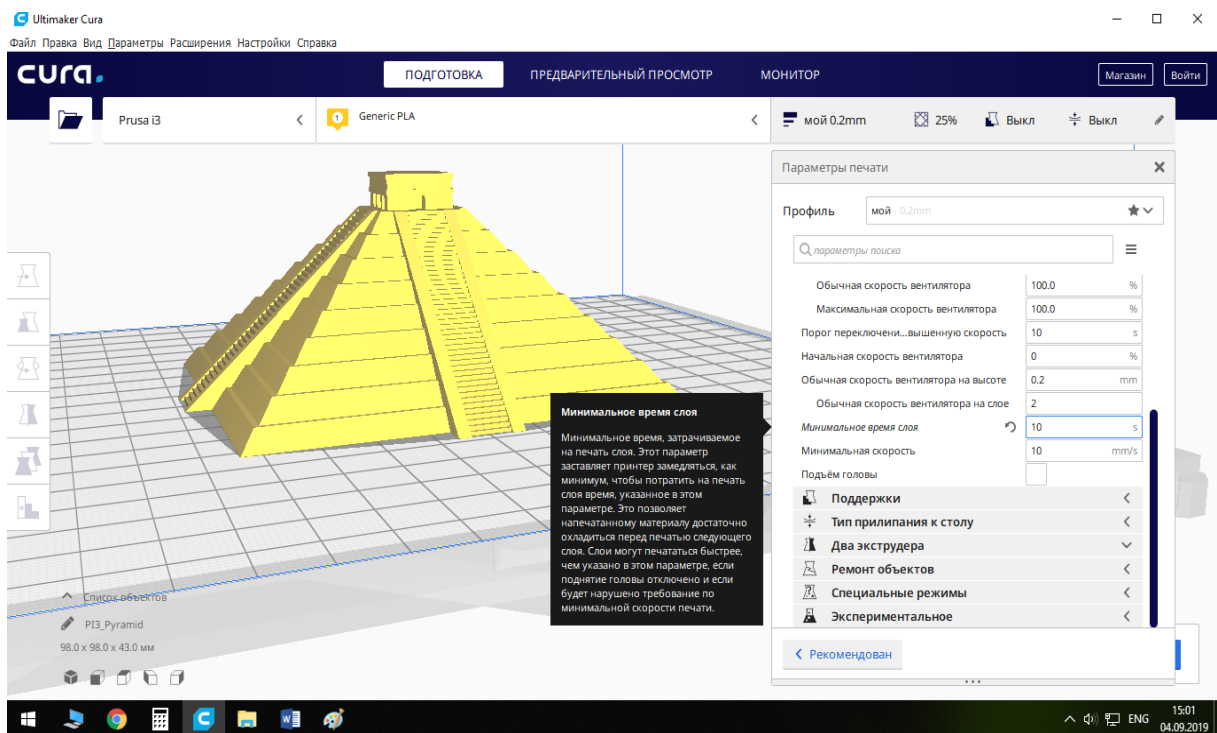 Ultimaker Cura
Файл Правка Вид Параметры Расширения Настройки Справка
cura.
ПОДГОТОВКА
ПРЕДВАРИТЕЛЬНЫЙ ПРОСМОТР
МОНИТОР
Магазин
Войти
Prusa i3
1
Generic PLA
мой 0.2mm
25%
Выкл
Выкл
Параметры печати
Профиль
мой 0.2mm
параметры поиска
Обычная скорость вентилятора 100.0 %
Максимальная скорость вентилятора 100.0 %
Порог переключени...вышенную скорость 10 s
Начальная скорость вентилятора 0 %
Обычная скорость вентилятора на высоте 0.2 mm
Обычная скорость вентилятора на слое 2
Минимальное время слоя 10 s
Минимальная скорость 10 mm/s
Подъём головы
Поддержки
Тип прилипания к столу
Два экструдера
Ремонт объектов
Специальные режимы
Экспериментальное
Рекомендован
Минимальное время слоя
Минимальное время, затрачиваемое
на печать слоя. Этот параметр
заставляет принтер замедляться, как
минимум, чтобы потратить на печать
слоя время, указанное в этом
параметре. Это позволяет
напечатанному материалу достаточно
охладиться перед печатью следующего
слоя. Слои могут печататься быстрее,
чем указано в этом параметре, если
поднятие головы отключено и если
будет нарушено требование по
минимальной скорости печати.
Список объектов
PI3_Pyramid
98.0 x 98.0 x 43.0 мм
ENG
15:01
04.09.2019